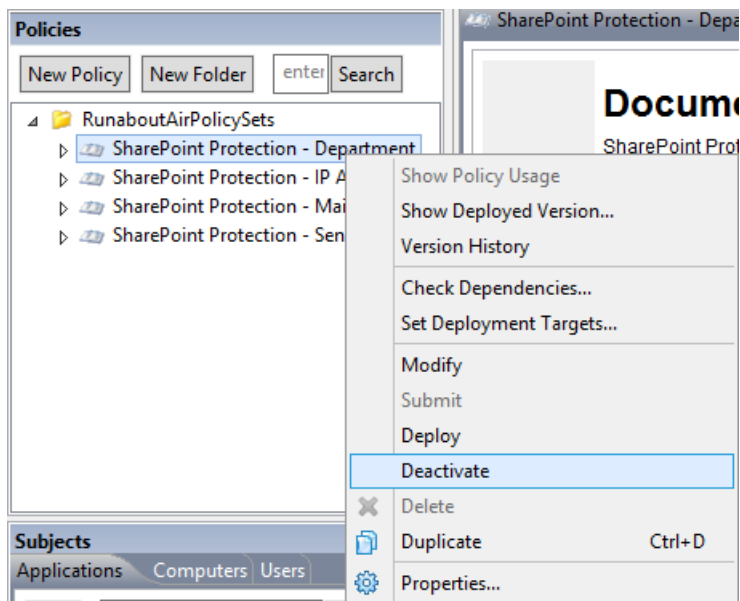 Policies
SharePoint Protection - Depa
New Policy New Folder enter Search
RunaboutAirPolicySets
SharePoint Protection - Department
SharePoint Protection - IP A
SharePoint Protection - Mai
SharePoint Protection - Sen
Docume
SharePoint Prot
Show Policy Usage
Show Deployed Version...
Version History
Check Dependencies...
Set Deployment Targets...
Modify
Submit
Deploy
Deactivate
Delete
Duplicate Ctrl+D
Properties...
Subjects
Applications Computers Users